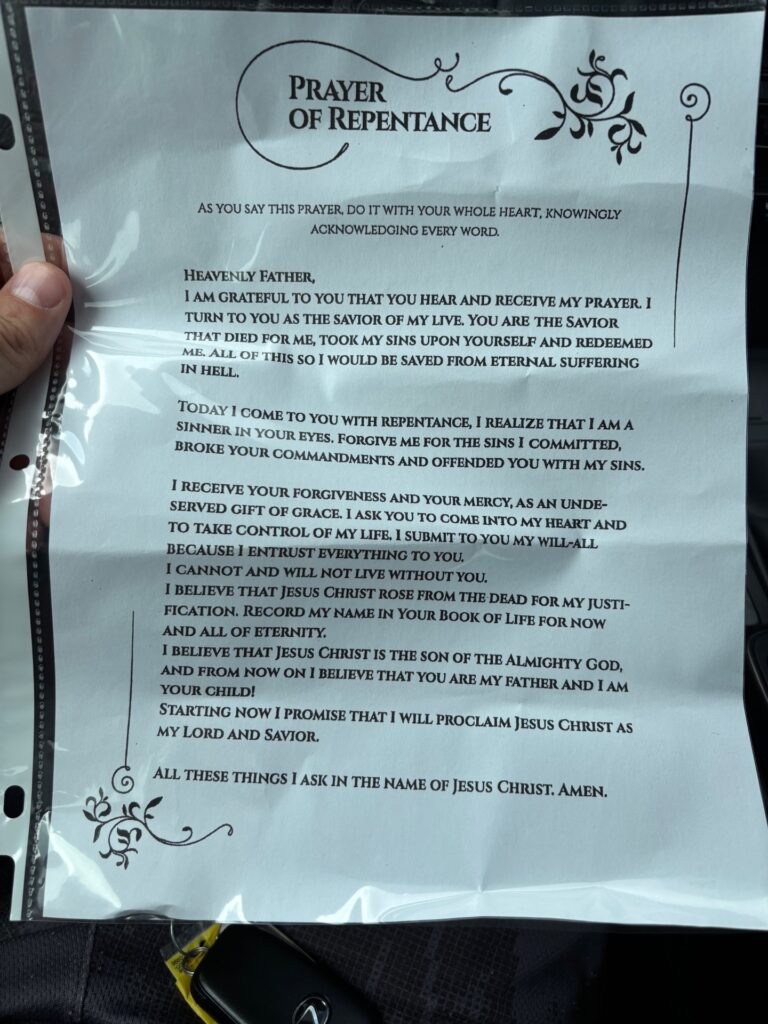 PRAYER
OF REPENTANCE
AS YOU SAY THIS PRAYER, DO IT WITH YOUR WHOLE HEART, KNOWINGLY
ACKNOWLEDGING EVERY WORD.
HEAVENLY FATHER,
I AM GRATEFUL TO YOU THAT YOU HEAR AND RECEIVE MY PRAYER. I
TURN TO YOU AS THE SAVIOR OF MY LIVE. YOU ARE THE SAVIOR
THAT DIED FOR ME, TOOK MY SINS UPON YOURSELF AND REDEEMED
ME. ALL OF THIS SO I WOULD BE SAVED FROM ETERNAL SUFFERING
IN HELL.
TODAY I COME TO YOU WITH REPENTANCE, I REALIZE THAT I AM A
SINNER IN YOUR EYES. FORGIVE ME FOR THE SINS I COMMITTED,
BROKE YOUR COMMANDMENTS AND OFFENDED YOU WITH MY SINS.
I RECEIVE YOUR FORGIVENESS AND YOUR MERCY, AS AN UNDE-
SERVED GIFT OF GRACE. I ASK YOU TO COME INTO MY HEART AND
TO TAKE CONTROL OF MY LIFE. I SUBMIT TO YOU MY WILL-ALL
BECAUSE I ENTRUST EVERYTHING TO YOU.
I CANNOT AND WILL NOT LIVE WITHOUT YOU.
I BELIEVE THAT JESUS CHRIST ROSE FROM THE DEAD FOR MY JUSTI-
FICATION. RECORD MY NAME IN YOUR BOOK OF LIFE FOR NOW
AND ALL OF ETERNITY.
I BELIEVE THAT JESUS CHRIST IS THE SON OF THE ALMIGHTY GOD,
AND FROM NOW ON I BELIEVE THAT YOU ARE MY FATHER AND I AM
YOUR CHILD!
STARTING NOW I PROMISE THAT I WILL PROCLAIM JESUS CHRIST AS
MY LORD AND SAVIOR.
ALL THESE THINGS I ASK IN THE NAME OF JESUS CHRIST. AMEN.